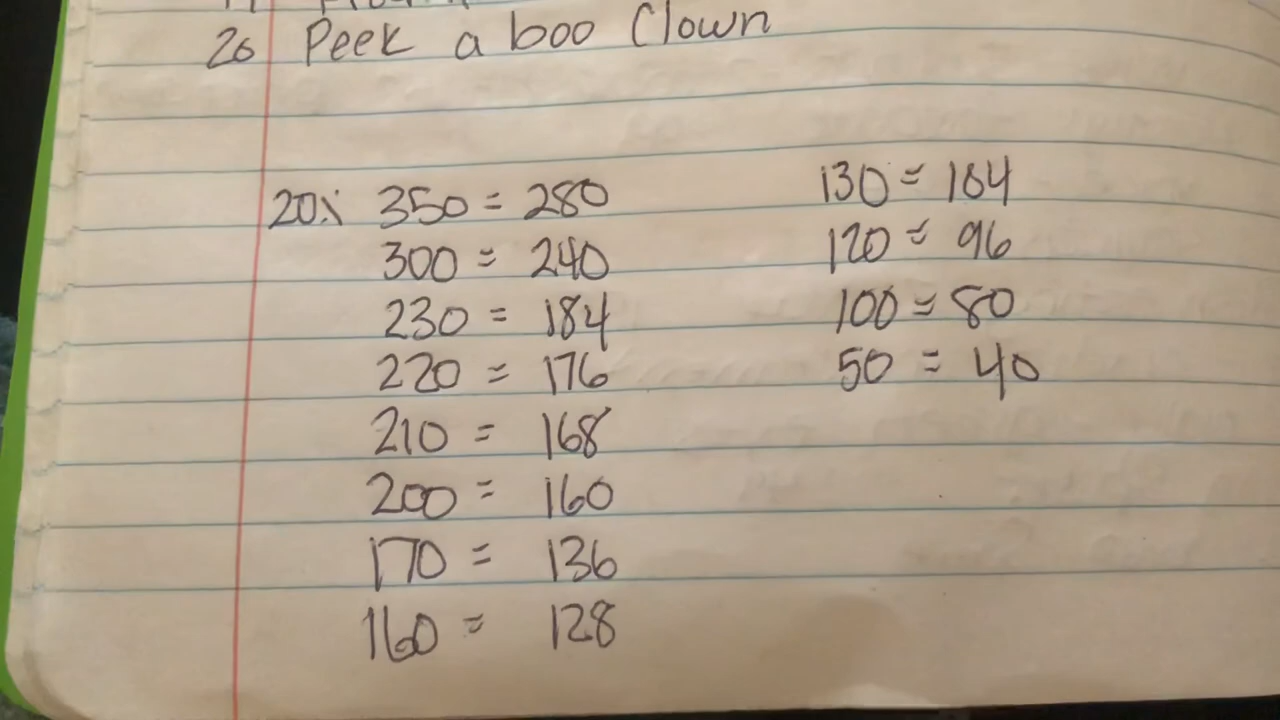 20 Peek a boo Clown
20% 350 = 280
300 = 240
230 = 184
220 = 176
210 = 168
200 = 160
170 = 136
160 = 128
130 = 104
120 = 96
100 = 80
50 = 40